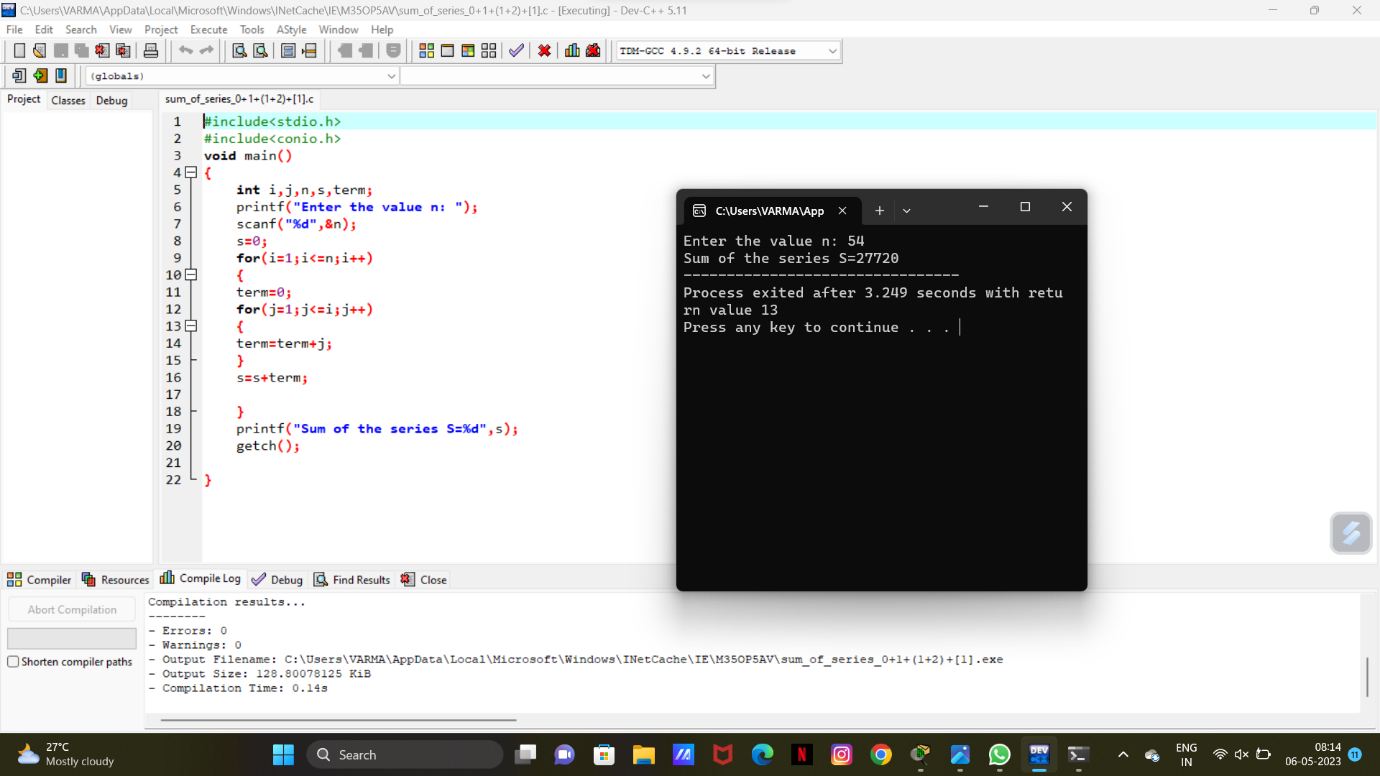 C:\Users\VARMA\AppData\Local\Microsoft\Windows\INetCache\IE\M35OP5AV\sum_of_series_0+1+(1+2)+[1].c - [Executing] - Dev-C++ 5.11
File Edit Search View Project Execute Tools AStyle Window Help
TDM-GCC 4.9.2 64-bit Release
(globals)
Project Classes Debug
sum_of_series_0+1+(1+2)+[1].c
1 #include<stdio.h>
2 #include<conio.h>
3 void main()
4 {
5 int i,j,n,s,term;
6 printf("Enter the value n: ");
7 scanf("%d",&n);
8 s=0;
9 for(i=1;i<=n;i++)
10 {
11 term=0;
12 for(j=1;j<=i;j++)
13 {
14 term=term+j;
15 }
16 s=s+term;
17
18 }
19 printf("Sum of the series S=%d",s);
20 getch();
21
22 }
C:\Users\VARMA\App
Enter the value n: 54
Sum of the series S=27720
--------------------------------
Process exited after 3.249 seconds with retu
rn value 13
Press any key to continue . . .
Compiler Resources Compile Log Debug Find Results Close
Abort Compilation
Shorten compiler paths
Compilation results...
--------
- Errors: 0
- Warnings: 0
- Output Filename: C:\Users\VARMA\AppData\Local\Microsoft\Windows\INetCache\IE\M35OP5AV\sum_of_series_0+1+(1+2)+[1].exe
- Output Size: 128.80078125 KiB
- Compilation Time: 0.14s
27°C
Mostly cloudy
Search
DEV
ENG
IN
08:14
06-05-2023
11